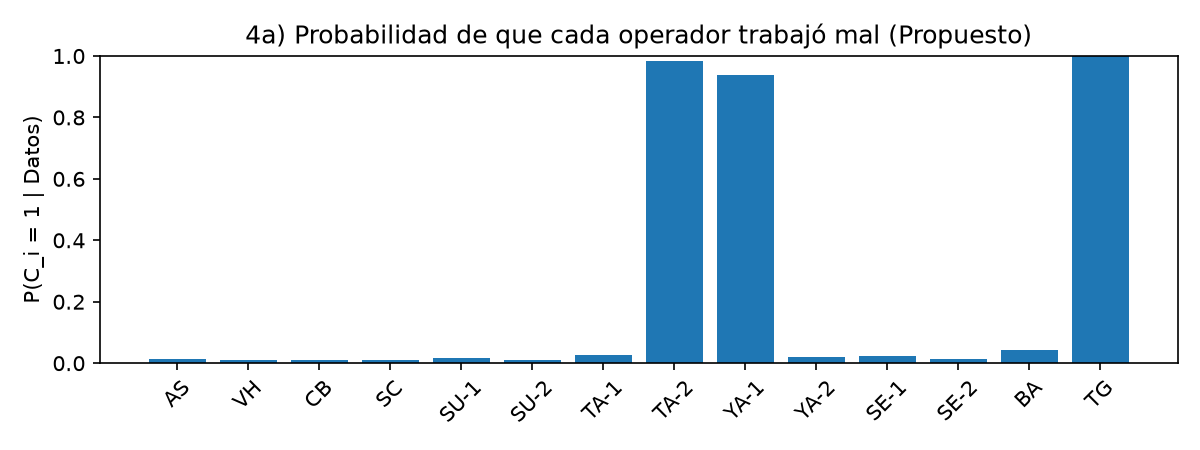 4a) Probabilidad de que cada operador trabajó mal (Propuesto)
P(C_i = 1 | Datos)
1.0
0.8
0.6
0.4
0.2
0.0
AS
VH
CB
SC
SU-1
SU-2
TA-1
TA-2
YA-1
YA-2
SE-1
SE-2
BA
TG